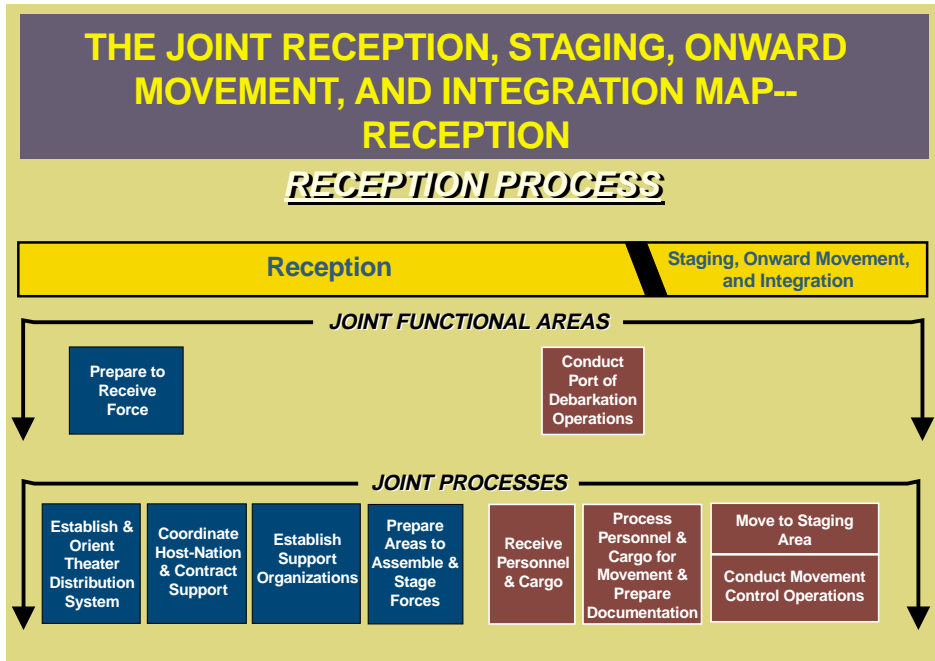 THE JOINT RECEPTION, STAGING, ONWARD
MOVEMENT, AND INTEGRATION MAP--
RECEPTION
RECEPTION PROCESS
Reception
Staging, Onward Movement,
and Integration
JOINT FUNCTIONAL AREAS
Prepare to
Receive
Force
Conduct
Port of
Debarkation
Operations
JOINT PROCESSES
Establish &
Orient
Theater
Distribution
System
Coordinate
Host-Nation
& Contract
Support
Establish
Support
Organizations
Prepare
Areas to
Assemble &
Stage
Forces
Receive
Personnel
& Cargo
Process
Personnel &
Cargo for
Movement &
Prepare
Documentation
Move to Staging
Area
Conduct Movement
Control Operations